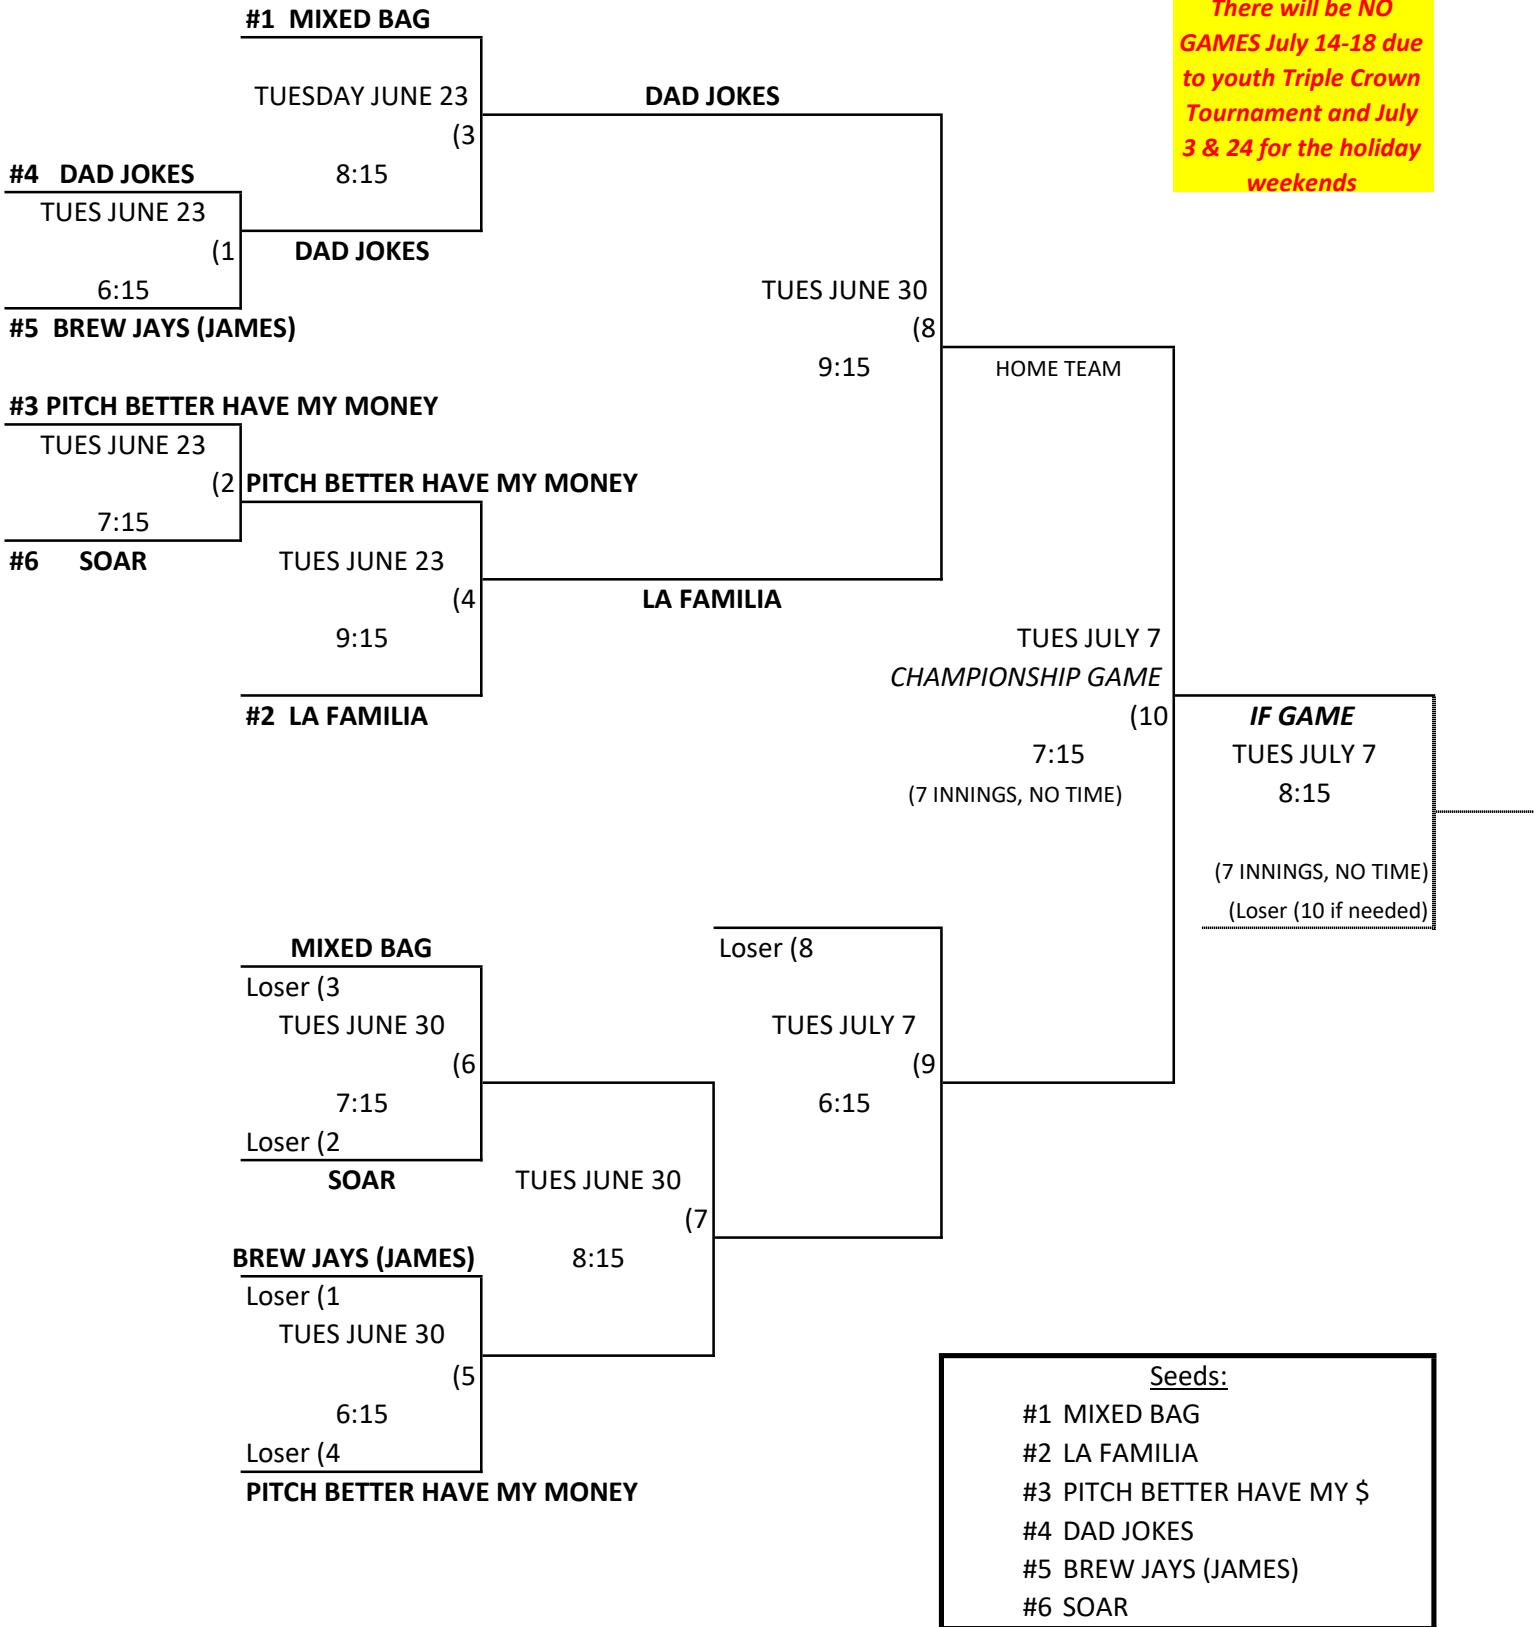 #1 MIXED BAG
There will be NO
GAMES July 14-18 due
to youth Triple Crown
Tournament and July
3 & 24 for the holiday
weekends
TUESDAY JUNE 23
DAD JOKES
(3
#4 DAD JOKES
8:15
TUES JUNE 23
(1
DAD JOKES
6:15
TUES JUNE 30
#5 BREW JAYS (JAMES)
(8
9:15
HOME TEAM
#3 PITCH BETTER HAVE MY MONEY
TUES JUNE 23
(2
PITCH BETTER HAVE MY MONEY
7:15
#6 SOAR
TUES JUNE 23
(4
LA FAMILIA
9:15
TUES JULY 7
CHAMPIONSHIP GAME
#2 LA FAMILIA
(10
IF GAME
7:15
TUES JULY 7
(7 INNINGS, NO TIME)
8:15
(7 INNINGS, NO TIME)
(Loser (10 if needed)
MIXED BAG
Loser (8
Loser (3
TUES JUNE 30
TUES JULY 7
(6
(9
7:15
6:15
Loser (2
SOAR
TUES JUNE 30
(7
BREW JAYS (JAMES)
8:15
Loser (1
TUES JUNE 30
(5
6:15
Loser (4
PITCH BETTER HAVE MY MONEY
Seeds:
#1 MIXED BAG
#2 LA FAMILIA
#3 PITCH BETTER HAVE MY $
#4 DAD JOKES
#5 BREW JAYS (JAMES)
#6 SOAR